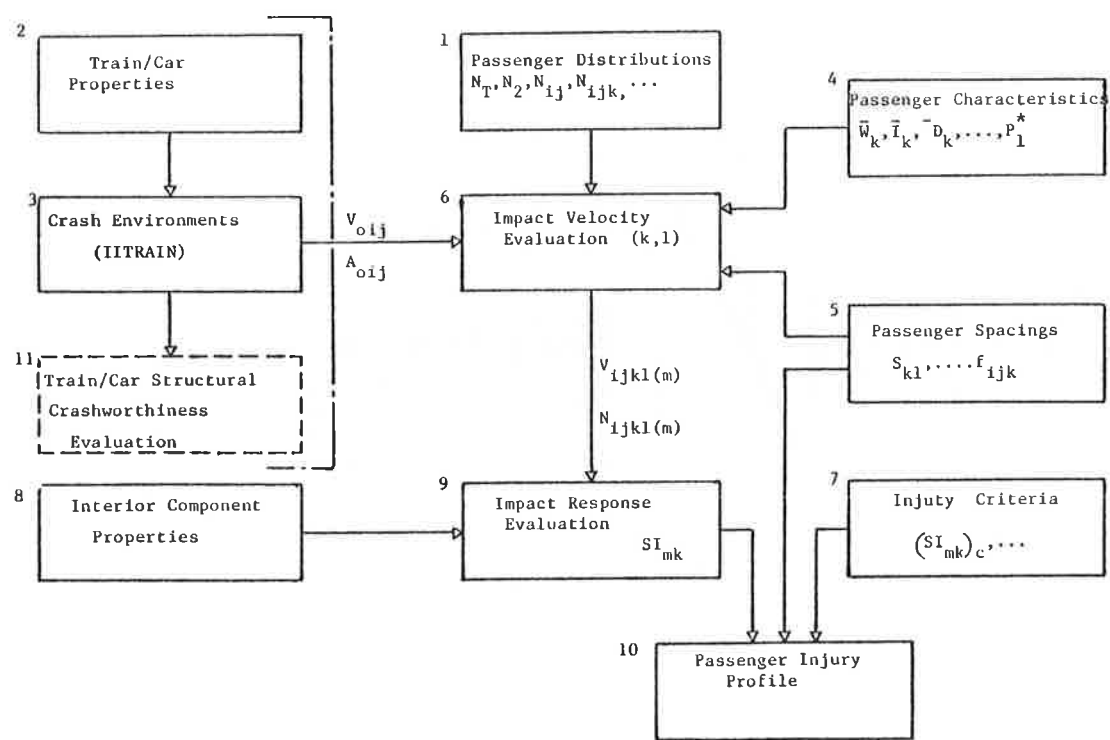 2
Train/Car
Properties
1
Passenger Distributions
N_T, N_2, N_ij, N_ijk, ...
4
Passenger Characteristics
W̄_k, Ī_k, ¯D_k, ..., P_1^*
3
Crash Environments
(IITRAIN)
V_oij
A_oij
6
Impact Velocity
Evaluation (k,l)
5
Passenger Spacings
S_kl, .... f_ijk
11
Train/Car Structural
Crashworthiness
Evaluation
V_ijkl(m)
N_ijkl(m)
8
Interior Component
Properties
9
Impact Response
Evaluation
SI_mk
7
Injuty Criteria
(SI_mk)_c, ...
10
Passenger Injury
Profile